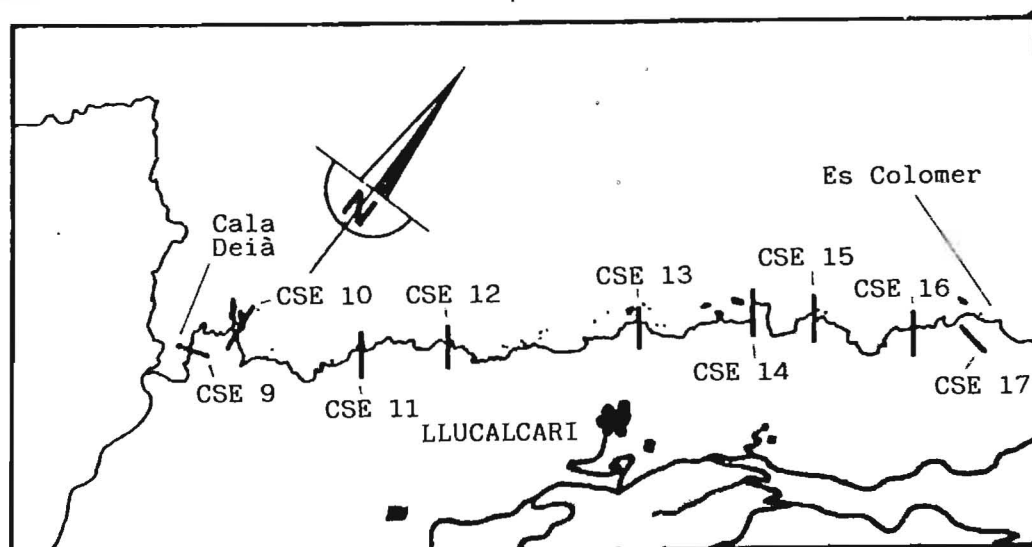 Es Colomer
Cala
Deià
N
CSE 10
CSE 12
CSE 13
CSE 15
CSE 16
CSE 9
CSE 11
CSE 14
CSE 17
LLUCALCARI